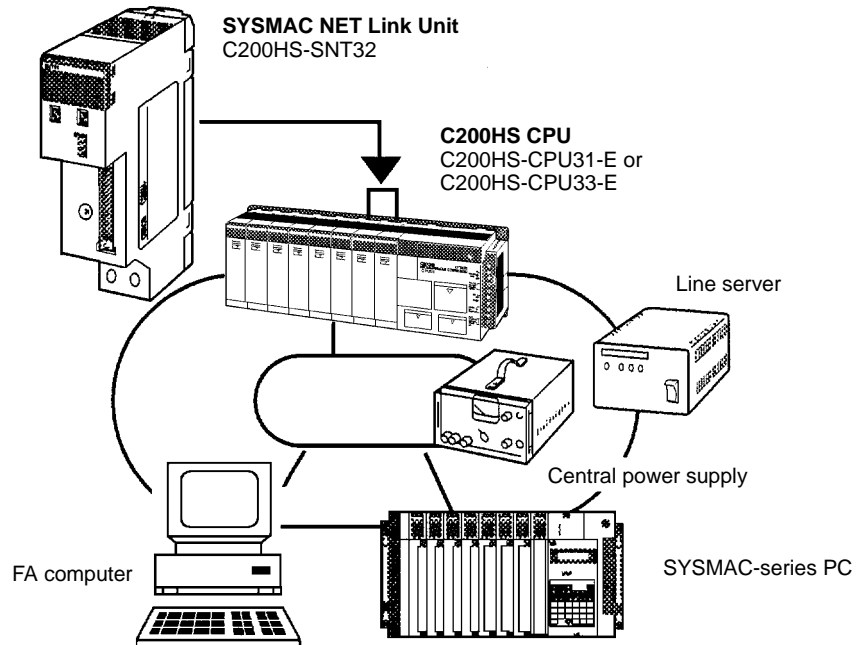 SYSMAC NET Link Unit
C200HS-SNT32
C200HS CPU
C200HS-CPU31-E or
C200HS-CPU33-E
Line server
Central power supply
FA computer
SYSMAC-series PC